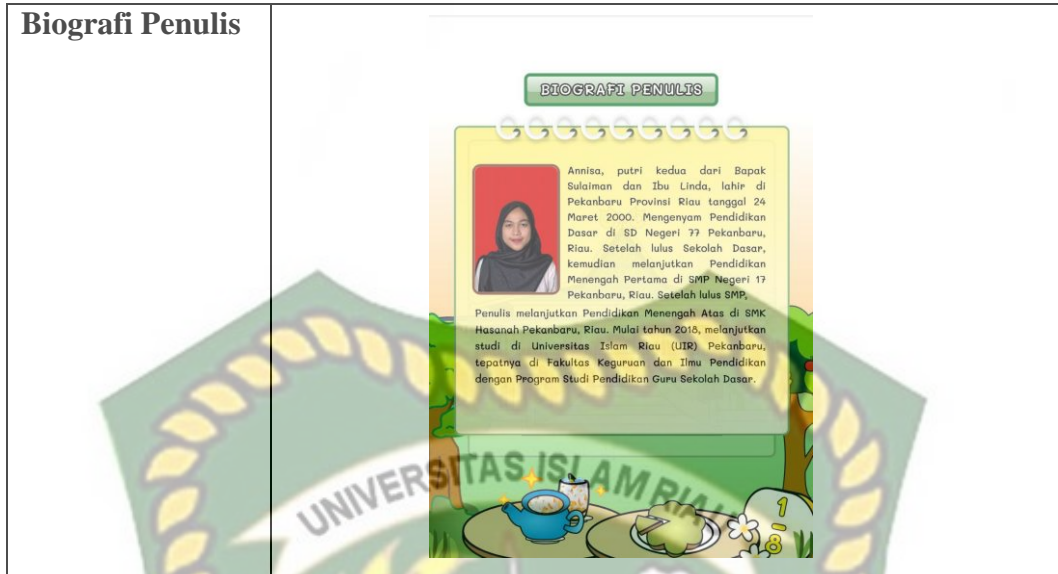 Biografi Penulis
BIOGRAFI PENULIS
Annisa, putri kedua dari Bapak
Sulaiman dan Ibu Linda, lahir di
Pekanbaru Provinsi Riau tanggal 24
Maret 2000. Mengenyam Pendidikan
Dasar di SD Negeri 77 Pekanbaru,
Riau. Setelah lulus Sekolah Dasar,
kemudian melanjutkan Pendidikan
Menengah Pertama di SMP Negeri 17
Pekanbaru, Riau. Setelah lulus SMP,
Penulis melanjutkan Pendidikan Menengah Atas di SMK
Hasanah Pekanbaru, Riau. Mulai tahun 2018, melanjutkan
studi di Universitas Islam Riau (UIR) Pekanbaru,
tepatnya di Fakultas Keguruan dan Ilmu Pendidikan
dengan Program Studi Pendidikan Guru Sekolah Dasar.
UNIVERSITAS ISLAM RIAU
1
8